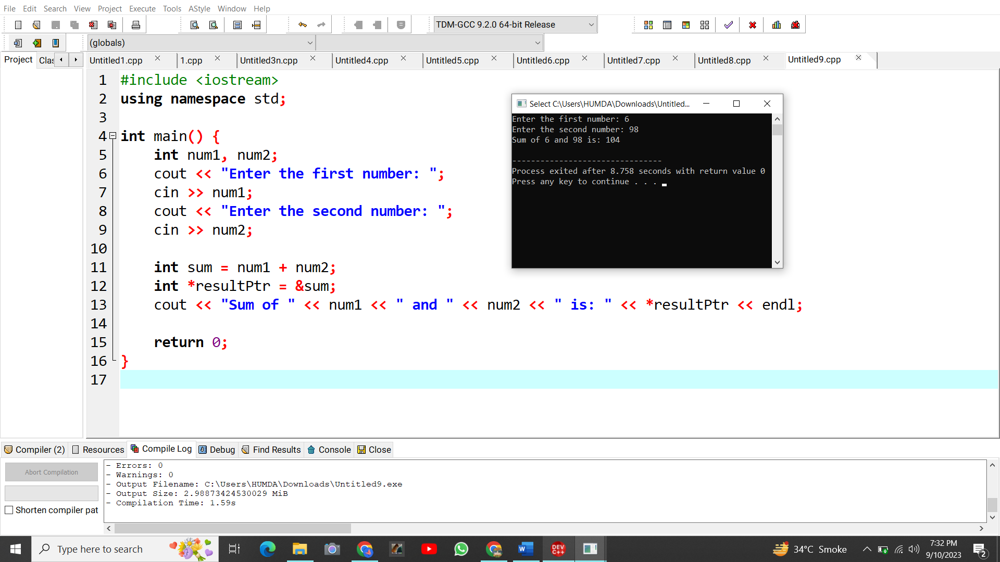 File Edit Search View Project Execute Tools AStyle Window Help
TDM-GCC 9.2.0 64-bit Release
(globals)
Project Clas
Untitled1.cpp 1.cpp Untitled3n.cpp Untitled4.cpp Untitled5.cpp Untitled6.cpp Untitled7.cpp Untitled8.cpp Untitled9.cpp
1 #include <iostream>
2 using namespace std;
3
4 int main() {
5 int num1, num2;
6 cout << "Enter the first number: ";
7 cin >> num1;
8 cout << "Enter the second number: ";
9 cin >> num2;
10
11 int sum = num1 + num2;
12 int *resultPtr = &sum;
13 cout << "Sum of " << num1 << " and " << num2 << " is: " << *resultPtr << endl;
14
15 return 0;
16 }
17
Select C:\Users\HUMDA\Downloads\Untitled...
Enter the first number: 6
Enter the second number: 98
Sum of 6 and 98 is: 104
--------------------------------
Process exited after 8.758 seconds with return value 0
Press any key to continue . . .
Compiler (2) Resources Compile Log Debug Find Results Console Close
Abort Compilation
Shorten compiler pat
- Errors: 0
- Warnings: 0
- Output Filename: C:\Users\HUMDA\Downloads\Untitled9.exe
- Output Size: 2.98873424530029 MiB
- Compilation Time: 1.59s
Type here to search
DEV
C++
34°C Smoke
7:32 PM
9/10/2023
2